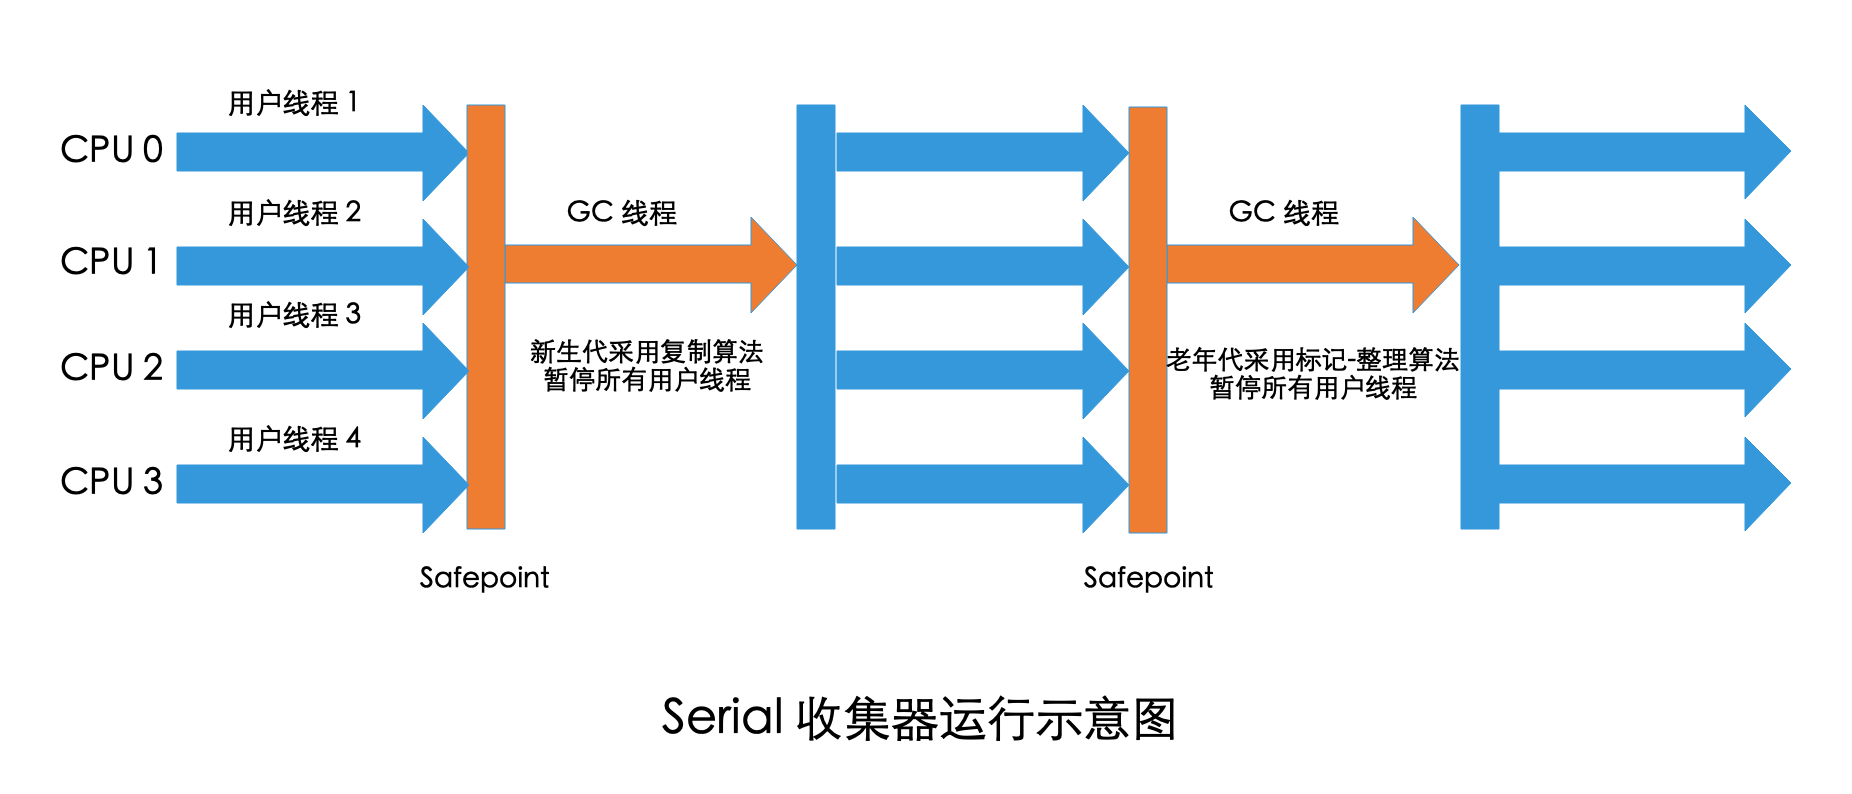 用户线程 1
CPU 0
用户线程 2
GC 线程
GC 线程
CPU 1
用户线程 3
新生代采用复制算法
暂停所有用户线程
老年代采用标记-整理算法
暂停所有用户线程
CPU 2
用户线程 4
CPU 3
Safepoint
Safepoint
Serial 收集器运行示意图